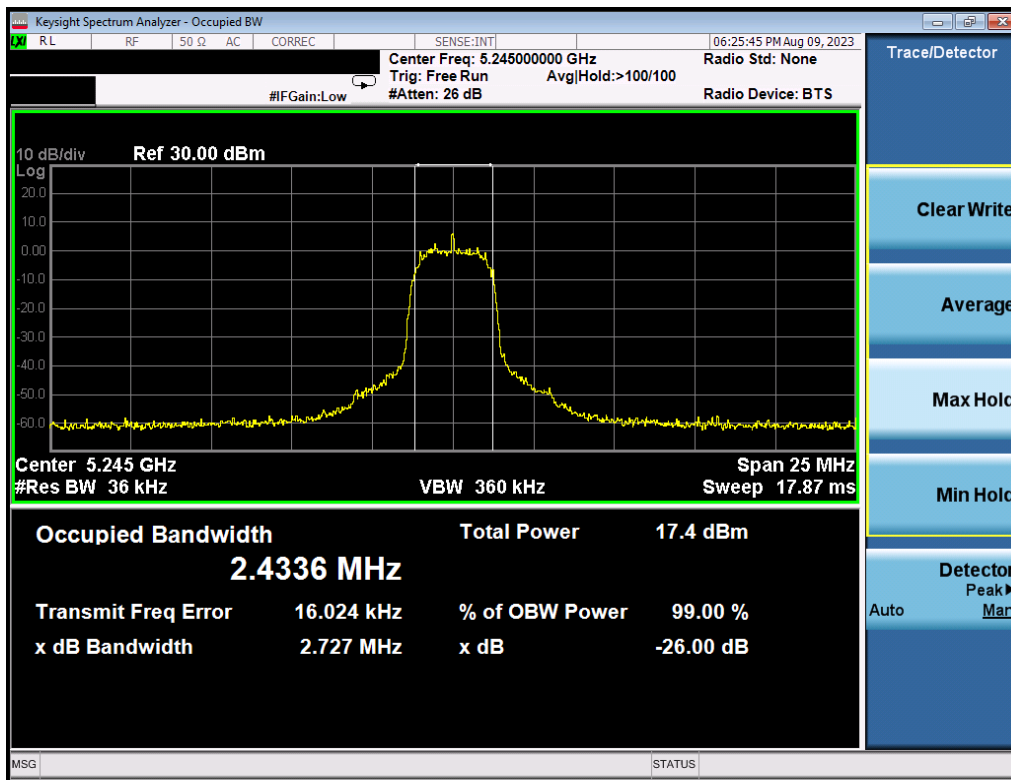 Keysight Spectrum Analyzer - Occupied BW
LXI RL RF 50 Ω AC CORREC SENSE:INT 06:25:45 PM Aug 09, 2023
Center Freq: 5.245000000 GHz Radio Std: None
Trig: Free Run Avg|Hold:>100/100
#IFGain:Low #Atten: 26 dB Radio Device: BTS
10 dB/div Ref 30.00 dBm
Log
20.0
10.0
0.00
-10.0
-20.0
-30.0
-40.0
-50.0
-60.0
Center 5.245 GHz Span 25 MHz
#Res BW 36 kHz VBW 360 kHz Sweep 17.87 ms
Occupied Bandwidth Total Power 17.4 dBm
2.4336 MHz
Transmit Freq Error 16.024 kHz % of OBW Power 99.00 %
x dB Bandwidth 2.727 MHz x dB -26.00 dB
MSG STATUS
Trace/Detector
Clear Write
Average
Max Hold
Min Hold
Detector
Peak▶
Auto Man